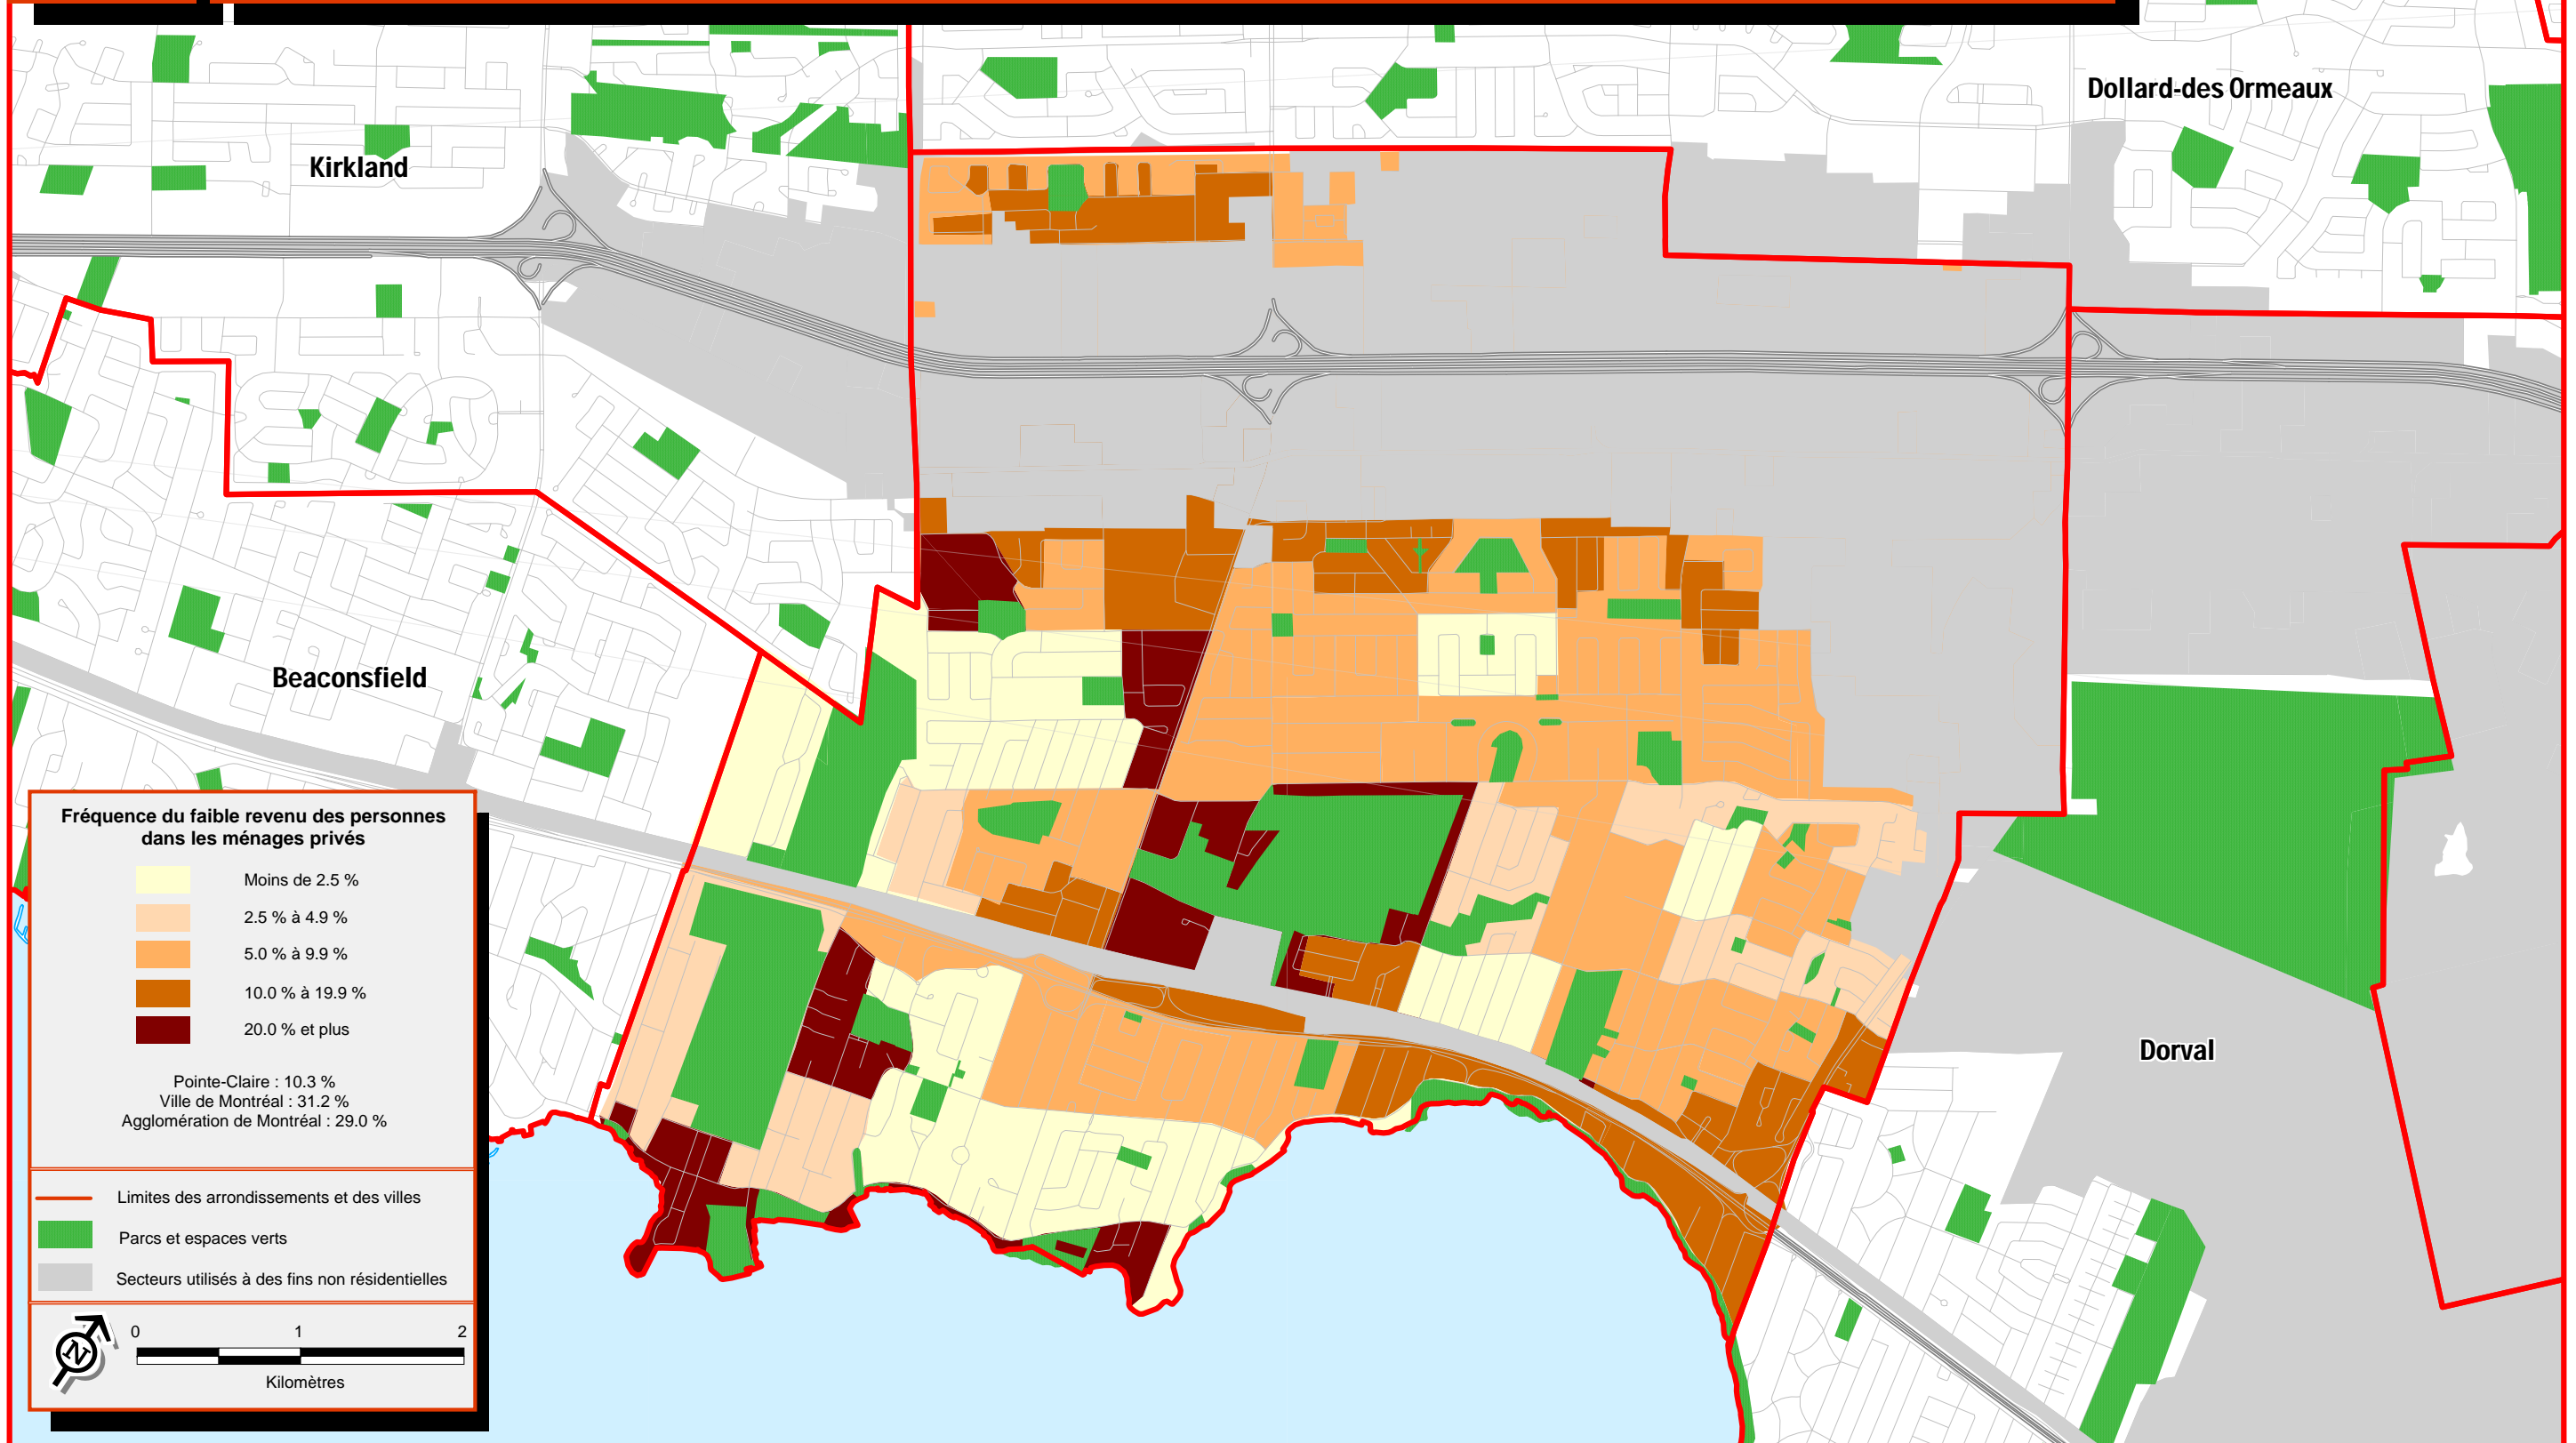 Dollard-des Ormeaux
Kirkland
Beaconsfield
Dorval
Fréquence du faible revenu des personnes
dans les ménages privés
Moins de 2.5 %
2.5 % à 4.9 %
5.0 % à 9.9 %
10.0 % à 19.9 %
20.0 % et plus
Pointe-Claire : 10.3 %
Ville de Montréal : 31.2 %
Agglomération de Montréal : 29.0 %
Limites des arrondissements et des villes
Parcs et espaces verts
Secteurs utilisés à des fins non résidentielles
N
0 1 2
Kilomètres